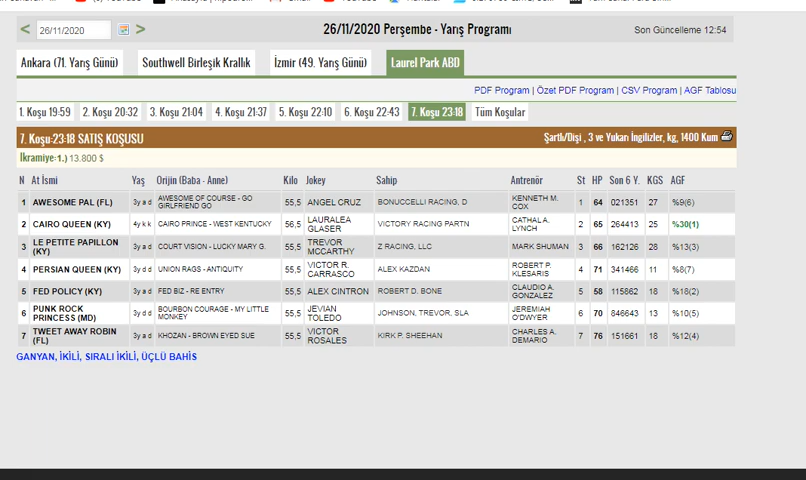 26/11/2020
26/11/2020 Perşembe - Yarış Programı
Son Güncelleme 12:54
Ankara (71. Yarış Günü) Southwell Birleşik Krallık İzmir (49. Yarış Günü) Laurel Park ABD
PDF Program | Özet PDF Program | CSV Program | AGF Tablosu
1. Koşu 19:59 2. Koşu 20:32 3. Koşu 21:04 4. Koşu 21:37 5. Koşu 22:10 6. Koşu 22:43 7. Koşu 23:18 Tüm Koşular
7. Koşu:23:18 SATIŞ KOŞUSU Şartlı/Dişi , 3 ve Yukarı İngilizler, kg, 1400 Kum
İkramiye:1.) 13.800 $
N At İsmi Yaş Orijin (Baba - Anne) Kilo Jokey Sahip Antrenör St HP Son 6 Y. KGS AGF
1 AWESOME PAL (FL) 3y a d AWESOME OF COURSE - GO GIRLFRIEND GO 55,5 ANGEL CRUZ BONUCCELLI RACING, D KENNETH M. COX 1 64 021351 27 %9(6)
2 CAIRO QUEEN (KY) 4y k k CAIRO PRINCE - WEST KENTUCKY 56,5 LAURALEA GLASER VICTORY RACING PARTN CATHAL A. LYNCH 2 65 264413 25 %30(1)
3 LE PETITE PAPILLON (KY) 3y a d COURT VISION - LUCKY MARY G. 55,5 TREVOR MCCARTHY Z RACING, LLC MARK SHUMAN 3 66 162126 28 %13(3)
4 PERSIAN QUEEN (KY) 3y d d UNION RAGS - ANTIQUITY 55,5 VICTOR R. CARRASCO ALEX KAZDAN ROBERT P. KLESARIS 4 71 341466 11 %8(7)
5 FED POLICY (KY) 3y a d FED BIZ - RE ENTRY 55,5 ALEX CINTRON ROBERT D. BONE CLAUDIO A. GONZALEZ 5 58 115862 18 %18(2)
6 PUNK ROCK PRINCESS (MD) 3y d d BOURBON COURAGE - MY LITTLE MONKEY 55,5 JEVIAN TOLEDO JOHNSON, TREVOR, SLA JEREMIAH O'DWYER 6 70 846643 13 %10(5)
7 TWEET AWAY ROBIN (FL) 3y a d KHOZAN - BROWN EYED SUE 55,5 VICTOR ROSALES KIRK P. SHEEHAN CHARLES A. DEMARIO 7 76 151661 18 %12(4)
GANYAN, İKİLİ, SIRALI İKİLİ, ÜÇLÜ BAHİS